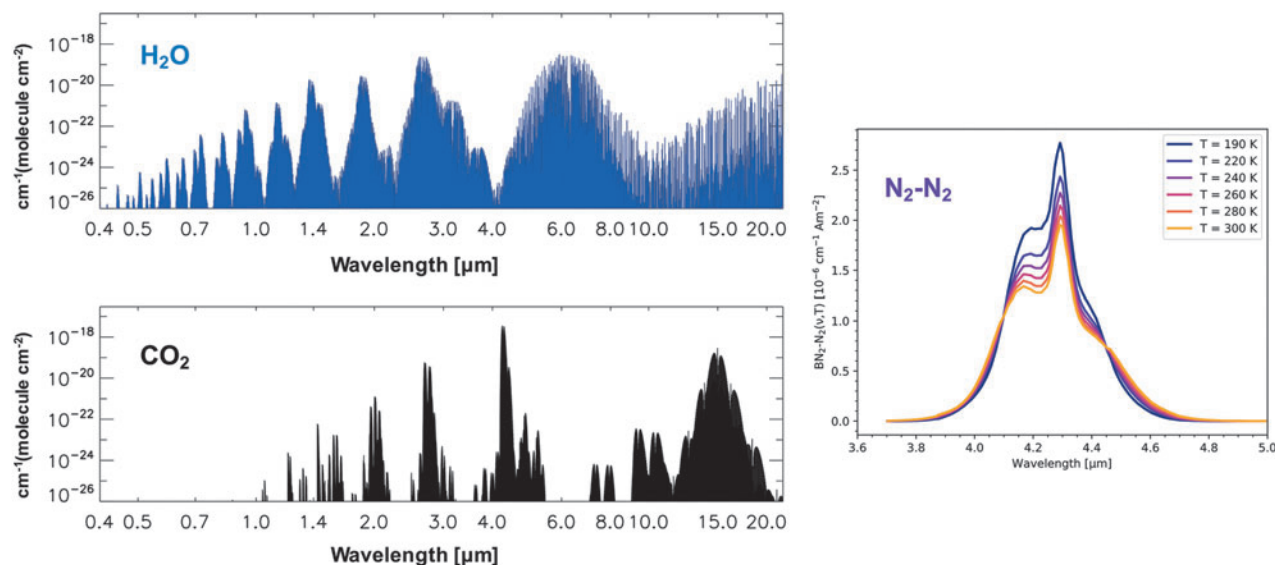 cm⁻¹(molecule cm⁻²)
H₂O
10⁻¹⁸
10⁻²⁰
10⁻²²
10⁻²⁴
10⁻²⁶
0.4 0.5 0.7 1.0 1.4 2.0 3.0 4.0 6.0 8.0 10.0 15.0 20.0
Wavelength [µm]
cm⁻¹(molecule cm⁻²)
CO₂
10⁻¹⁸
10⁻²⁰
10⁻²²
10⁻²⁴
10⁻²⁶
0.4 0.5 0.7 1.0 1.4 2.0 3.0 4.0 6.0 8.0 10.0 15.0 20.0
Wavelength [µm]
BN₂-N₂(ν,T) [10⁻⁶ cm⁻¹ Am⁻²]
N₂-N₂
T = 190 K
T = 220 K
T = 240 K
T = 260 K
T = 280 K
T = 300 K
2.5
2.0
1.5
1.0
0.5
0.0
3.6 4.0 4.2 4.4 4.6 4.8 5.0
Wavelength [µm]